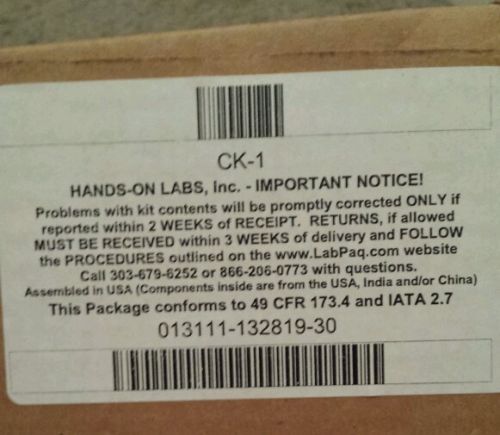 CK-1
HANDS-ON LABS, Inc. - IMPORTANT NOTICE!
Problems with kit contents will be promptly corrected ONLY if
reported within 2 WEEKS of RECEIPT. RETURNS, if allowed
MUST BE RECEIVED within 3 WEEKS of delivery and FOLLOW
the PROCEDURES outlined on the www.LabPaq.com website
Call 303-679-6252 or 866-206-0773 with questions.
Assembled in USA (Components inside are from the USA, India and/or China)
This Package conforms to 49 CFR 173.4 and IATA 2.7
013111-132819-30